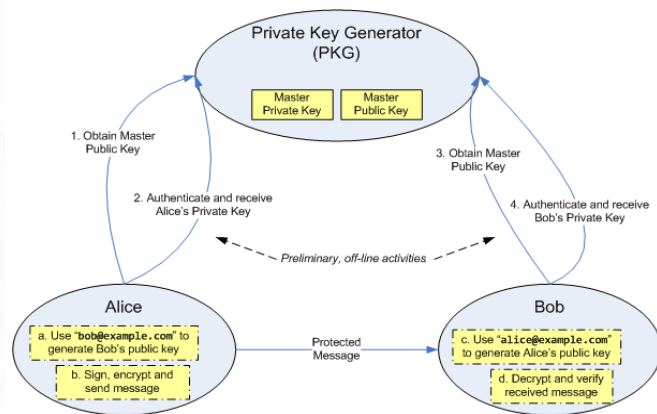 Private Key Generator
(PKG)
Master
Private Key
Master
Public Key
1. Obtain Master
Public Key
2. Authenticate and receive
Alice's Private Key
3. Obtain Master
Public Key
4. Authenticate and receive
Bob's Private Key
Preliminary, off-line activities
Alice
a. Use "bob@example.com" to
generate Bob's public key
b. Sign, encrypt and
send message
Protected
Message
Bob
c. Use "alice@example.com"
to generate Alice's public key
d. Decrypt and verify
received message